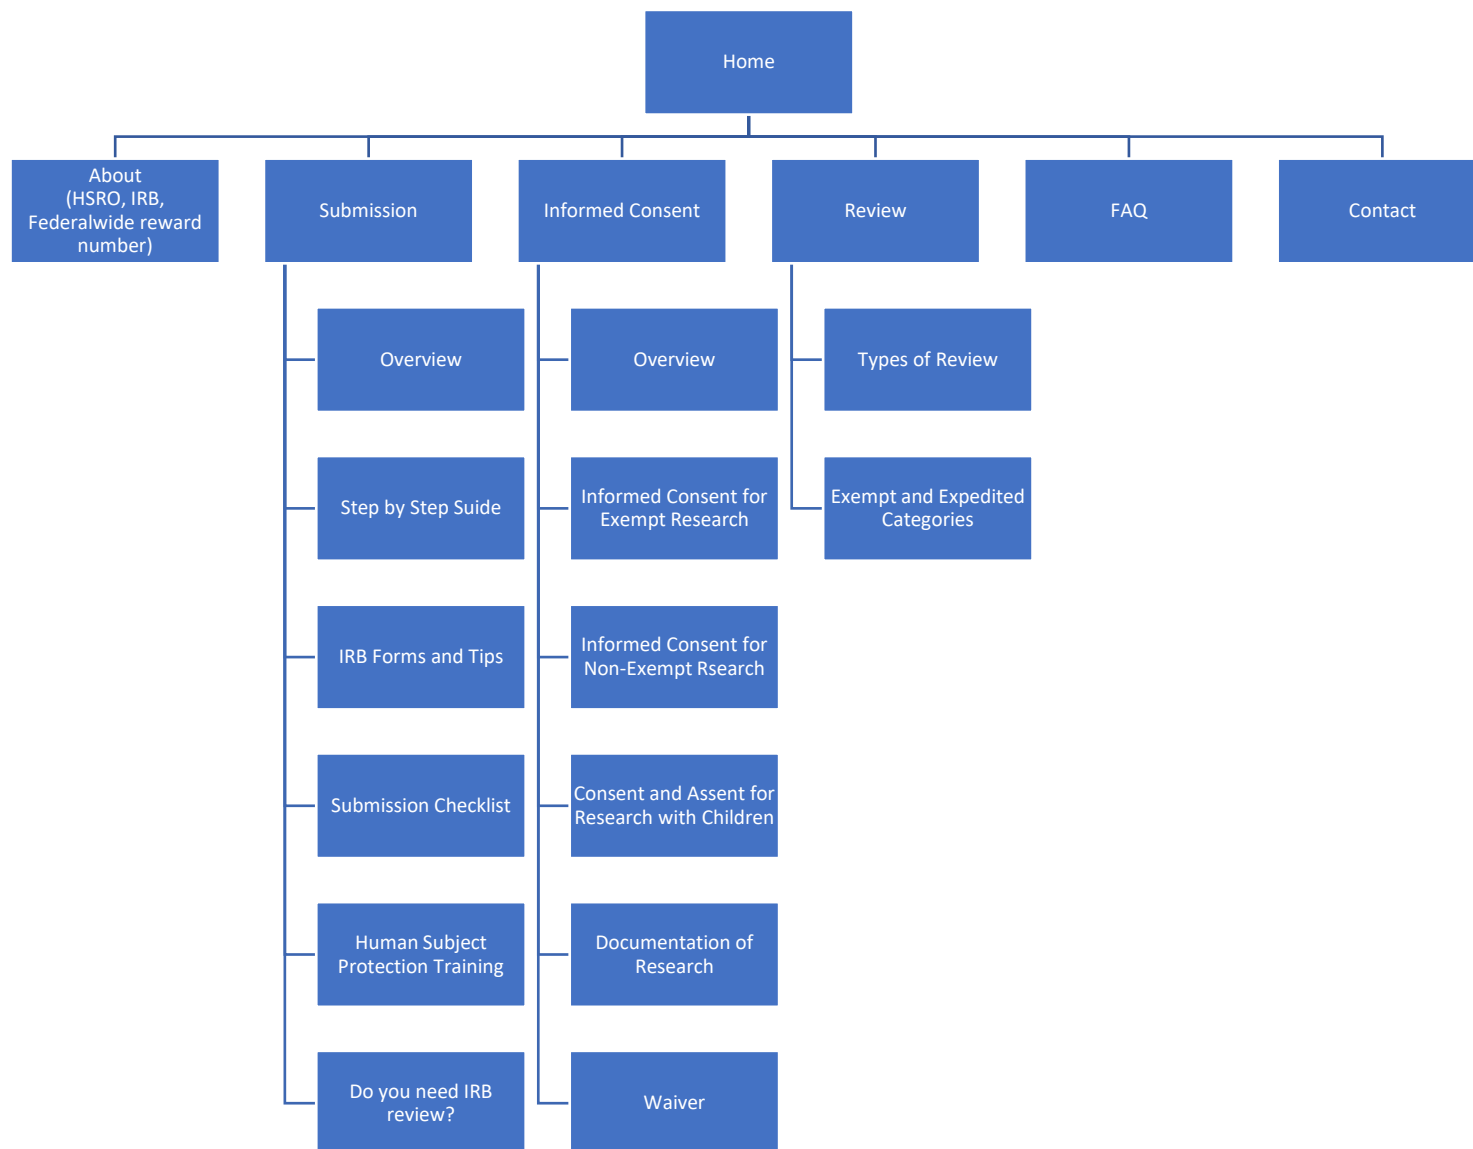 Home
About
(HSRO, IRB,
Federalwide reward
number)
Submission
Informed Consent
Review
FAQ
Contact
Overview
Step by Step Suide
IRB Forms and Tips
Submission Checklist
Human Subject
Protection Training
Do you need IRB
review?
Overview
Informed Consent for
Exempt Research
Informed Consent for
Non-Exempt Rsearch
Consent and Assent for
Research with Children
Documentation of
Research
Waiver
Types of Review
Exempt and Expedited
Categories